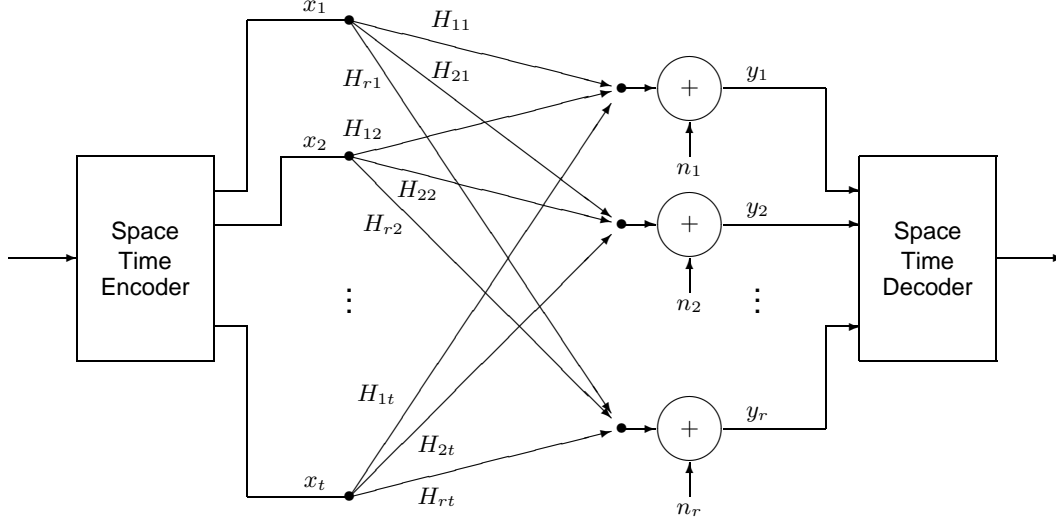 x₁
H₁₁
H₂₁
Hᵣ₁
y₁
+
n₁
x₂
H₁₂
H₂₂
Hᵣ₂
y₂
+
n₂
Space
Time
Encoder
Space
Time
Decoder
⋮
⋮
H₁ₜ
H₂ₜ
Hᵣₜ
xₜ
yᵣ
+
nᵣ